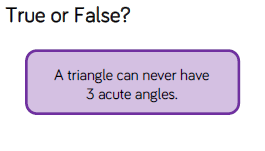 True or False?
A triangle can never have
3 acute angles.